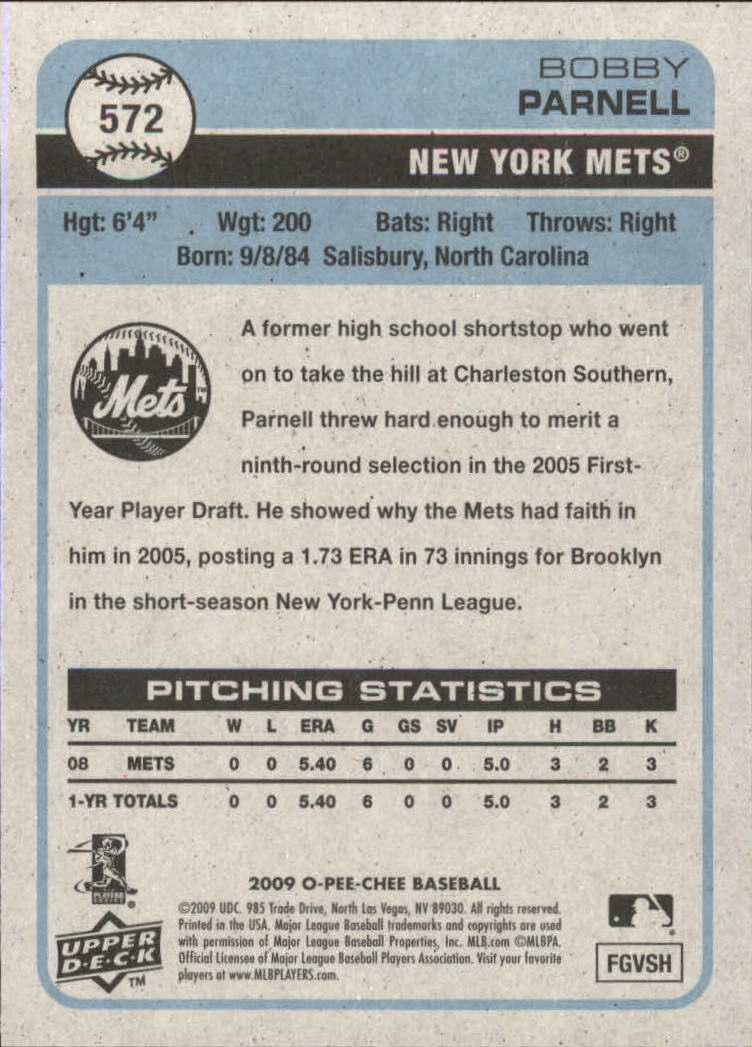 BOBBY
572
PARNELL
NEW YORK METS®
Hgt: 6'4" Wgt: 200 Bats: Right Throws: Right
Born: 9/8/84 Salisbury, North Carolina
A former high school shortstop who went
on to take the hill at Charleston Southern,
Mets
Parnell threw hard enough to merit a
ninth-round selection in the 2005 First-
Year Player Draft. He showed why the Mets had faith in
him in 2005, posting a 1.73 ERA in 73 innings for Brooklyn
in the short-season New York-Penn League.
PITCHING STATISTICS
YR TEAM W L ERA G GS SV IP H BB K
08 METS 0 0 5.40 6 0 0 5.0 3 2 3
1-YR TOTALS 0 0 5.40 6 0 0 5.0 3 2 3
2009 O-PEE-CHEE BASEBALL
©2009 UDC. 985 Trade Drive, North Las Vegas, NV 89030. All rights reserved.
Printed in the USA. Major League Baseball trademarks and copyrights are used
with permission of Major League Baseball Properties, Inc. MLB.com ©MLBPA.
Official Licensee of Major League Baseball Players Association. Visit your favorite
players at www.MLBPLAYERS.com.
PLAYERS
CHOICE
®
UPPER
D·E·C·K
TM
FGVSH